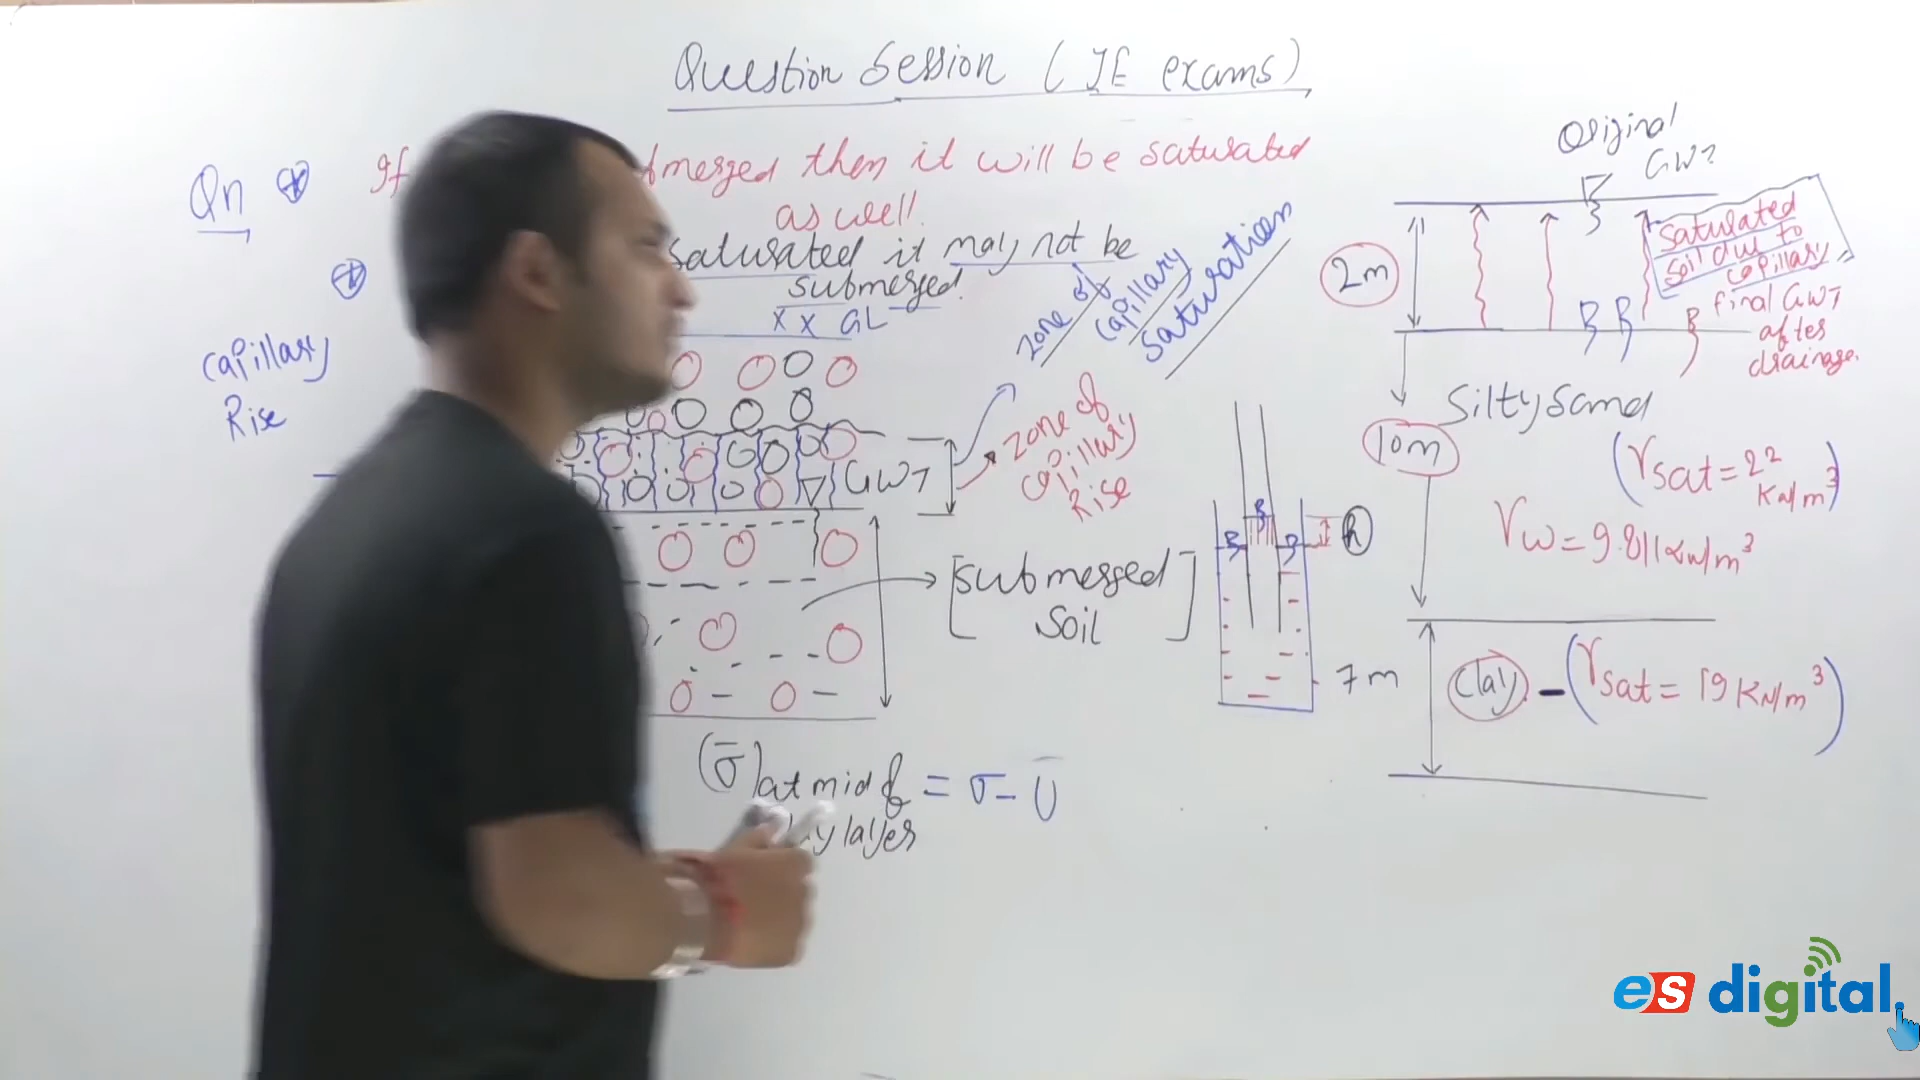 Question Session (JE exams)
Qn
If
merged then it will be saturated
as well.
saturated it may not be
submerged.
x x GL
Capillary
Rise
zone of
capillary
saturation
zone of
capillary
Rise
GWT
[submerged
soil]
h
(σ̄) at mid of = σ - U
layer
Original
GWT
2m
saturated
soil due to
capillary
final GWT
after
drainage.
Silty Sand
10m
(γsat = 22
KN/m³)
γw = 9.81 KN/m³
7m
Clay - (γsat = 19 KN/m³)
es digital